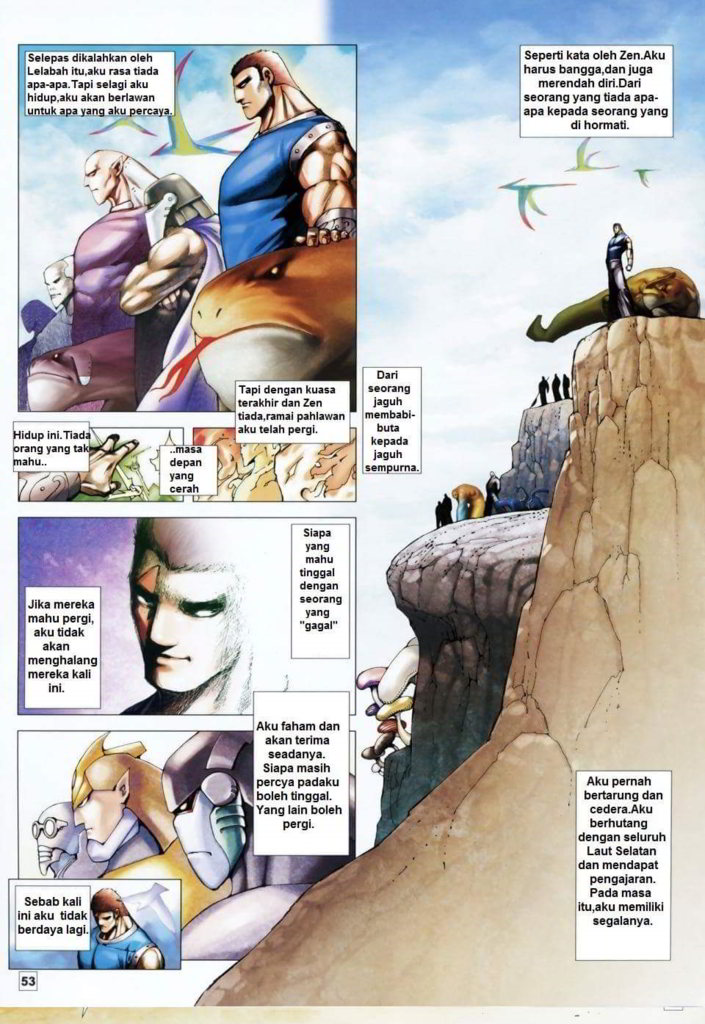 Selepas dikalahkan oleh
Lelabah itu,aku rasa tiada
apa-apa.Tapi selagi aku
hidup,aku akan berlawan
untuk apa yang aku percaya.
Seperti kata oleh Zen.Aku
harus bangga,dan juga
merendah diri.Dari
seorang yang tiada apa-
apa kepada seorang yang
di hormati.
Tapi dengan kuasa
terakhir dan Zen
tiada,ramai pahlawan
aku telah pergi.
Dari
seorang
jaguh
membabi-
buta
kepada
jaguh
sempurna.
Hidup ini.Tiada
orang yang tak
mahu..
..masa
depan
yang
cerah
Siapa
yang
mahu
tinggal
dengan
seorang
yang
"gagal"
Jika mereka
mahu pergi,
aku tidak
akan
menghalang
mereka kali
ini.
Aku faham dan
akan terima
seadanya.
Siapa masih
percya padaku
boleh tinggal.
Yang lain boleh
pergi.
Aku pernah
bertarung dan
cedera.Aku
berhutang
dengan seluruh
Laut Selatan
dan mendapat
pengajaran.
Pada masa
itu,aku memiliki
segalanya.
Sebab kali
ini aku tidak
berdaya lagi.
53